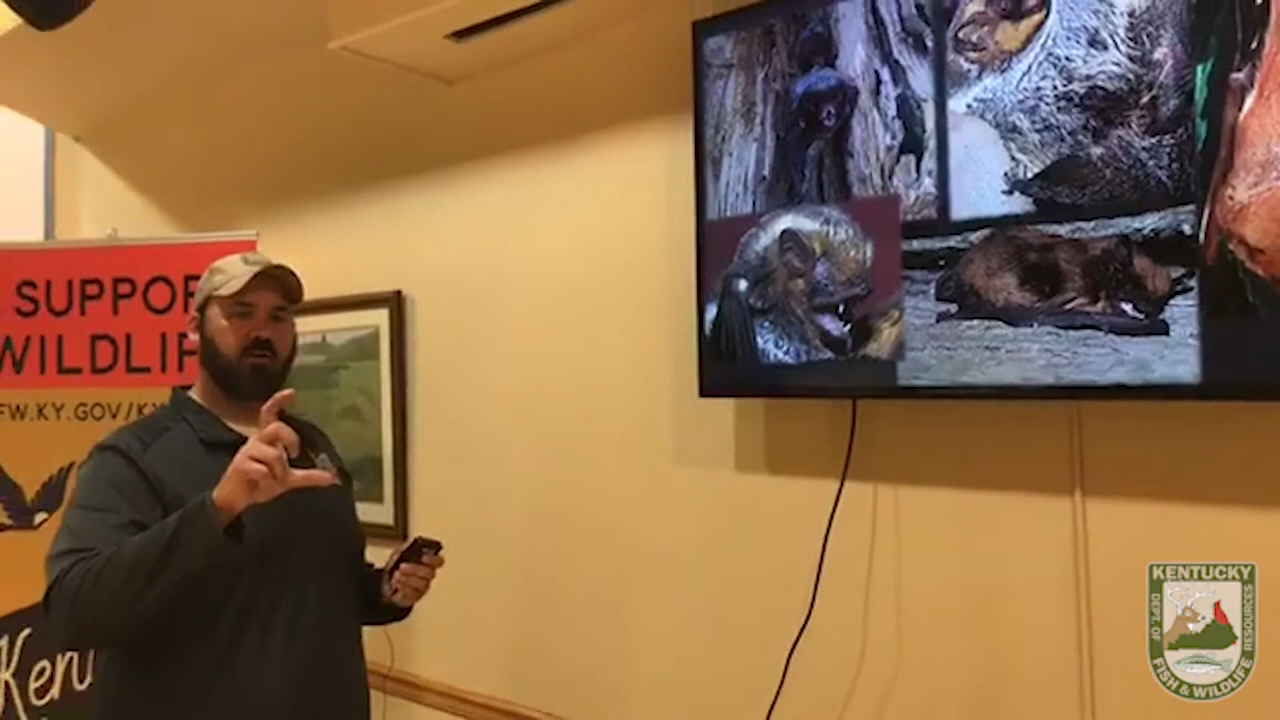 SUPPOR
WILDLIF
FW.KY.GOV/KY
Ken
KENTUCKY
DEPT. OF
RESOURCES
FISH & WILDLIFE